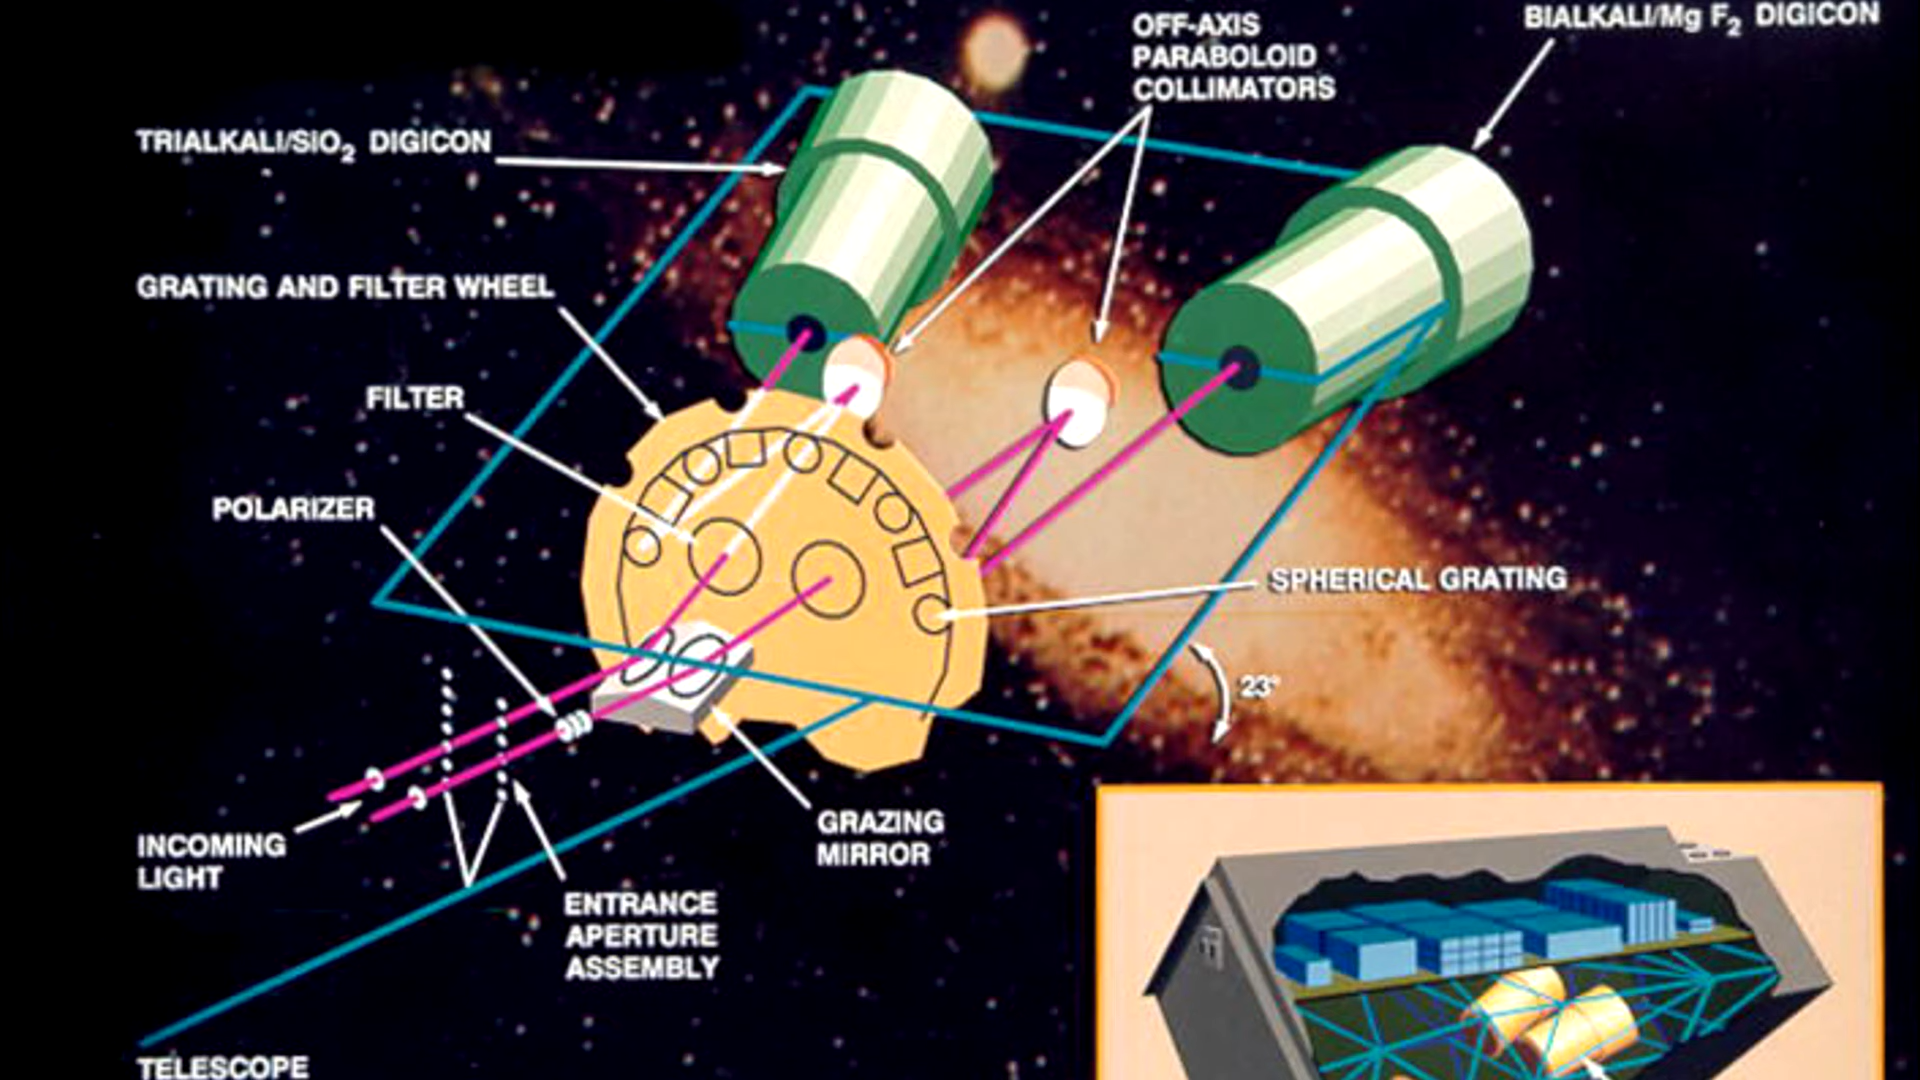 OFF-AXIS
PARABOLOID
COLLIMATORS
BIALKALI/Mg F₂ DIGICON
TRIALKALI/SiO₂ DIGICON
GRATING AND FILTER WHEEL
FILTER
POLARIZER
SPHERICAL GRATING
23°
INCOMING
LIGHT
GRAZING
MIRROR
ENTRANCE
APERTURE
ASSEMBLY
TELESCOPE